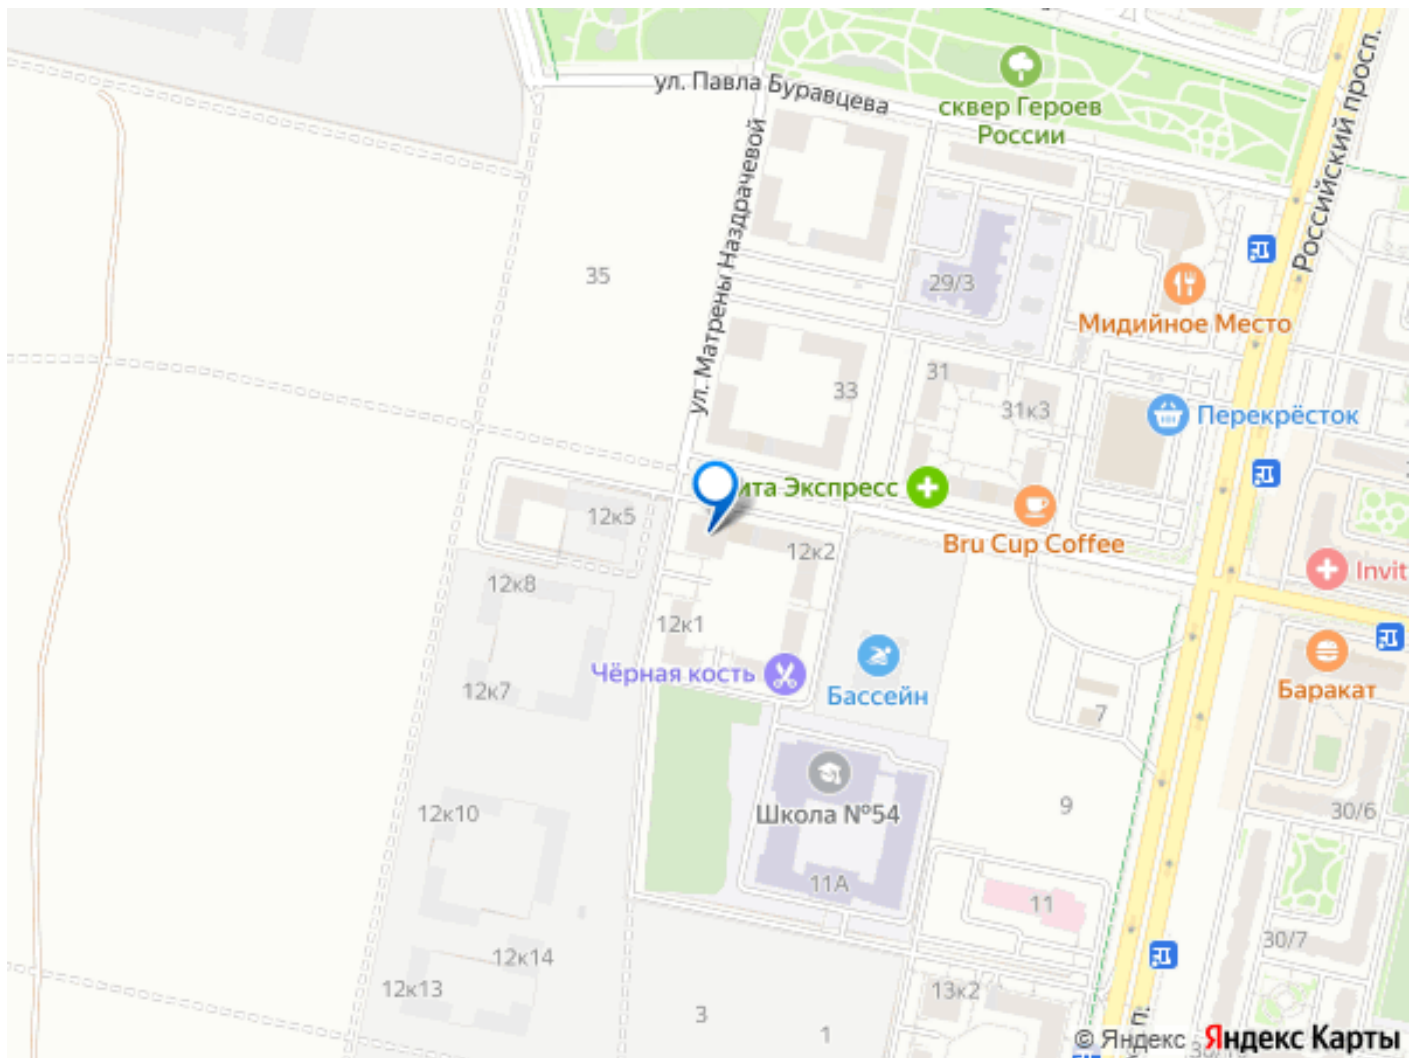 ул. Павла Буравцева
сквер Героев
России
Российский просп.
ул. Матрены Наздрачевой
35
29/3
Мидийное Место
31
33
31к3
Перекрёсток
ита Экспресс
12к5
Bru Cup Coffee
12к2
12к8
Invit
12к1
Чёрная кость
Бассейн
Баракат
12к7
7
Школа №54
9
12к10
30/6
11А
11
30/7
12к14
12к13
13к2
3
1
© Яндекс Яндекс Карты